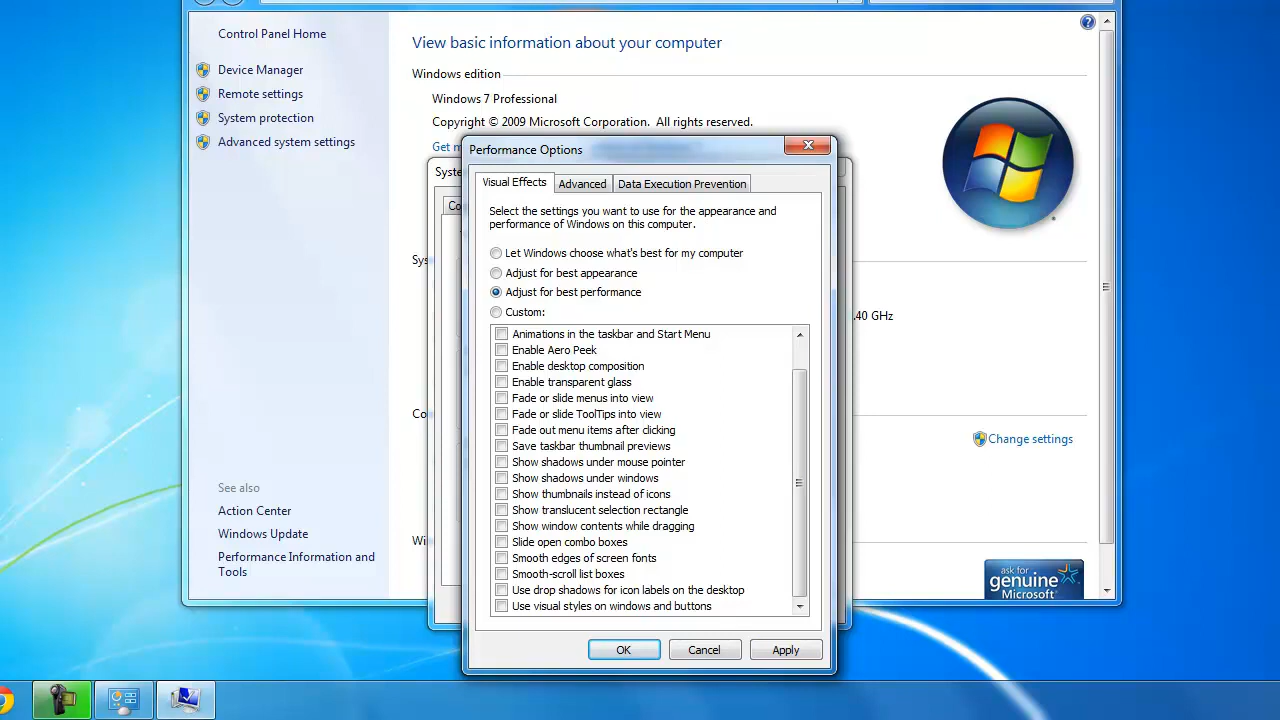 Control Panel Home
Device Manager
Remote settings
System protection
Advanced system settings
See also
Action Center
Windows Update
Performance Information and
Tools
View basic information about your computer
Windows edition
Windows 7 Professional
Copyright © 2009 Microsoft Corporation.  All rights reserved.
Get m
Syste
Co
Sys
.40 GHz
Co
Change settings
Wi
ask for
genuine
Microsoft
Performance Options
Visual Effects
Advanced
Data Execution Prevention
Select the settings you want to use for the appearance and
performance of Windows on this computer.
Let Windows choose what's best for my computer
Adjust for best appearance
Adjust for best performance
Custom:
Animations in the taskbar and Start Menu
Enable Aero Peek
Enable desktop composition
Enable transparent glass
Fade or slide menus into view
Fade or slide ToolTips into view
Fade out menu items after clicking
Save taskbar thumbnail previews
Show shadows under mouse pointer
Show shadows under windows
Show thumbnails instead of icons
Show translucent selection rectangle
Show window contents while dragging
Slide open combo boxes
Smooth edges of screen fonts
Smooth-scroll list boxes
Use drop shadows for icon labels on the desktop
Use visual styles on windows and buttons
OK
Cancel
Apply